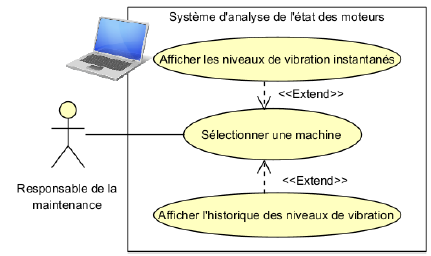 Système d'analyse de l'état des moteurs
Afficher les niveaux de vibration instantanés
<<Extend>>
Sélectionner une machine
Responsable de la
maintenance
<<Extend>>
Afficher l'historique des niveaux de vibration